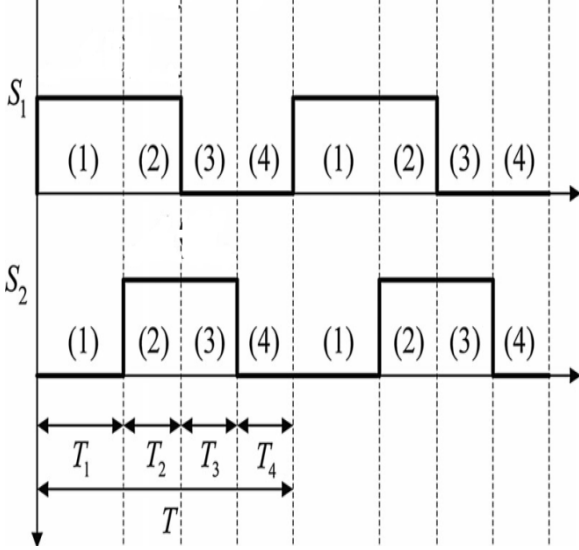 S1
(1) (2) (3) (4) (1) (2) (3) (4)
S2
(1) (2) (3) (4) (1) (2) (3) (4)
T1 T2 T3 T4
T